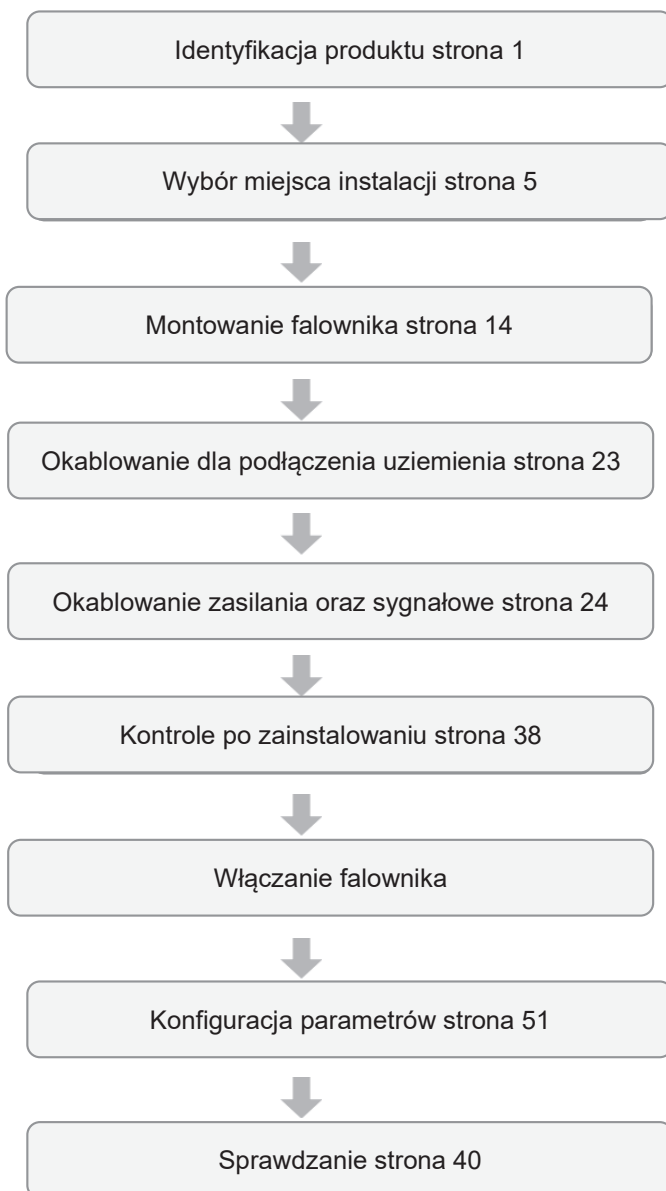 Identyfikacja produktu strona 1
Wybór miejsca instalacji strona 5
Montowanie falownika strona 14
Okablowanie dla podłączenia uziemienia strona 23
Okablowanie zasilania oraz sygnałowe strona 24
Kontrole po zainstalowaniu strona 38
Włączanie falownika
Konfiguracja parametrów strona 51
Sprawdzanie strona 40